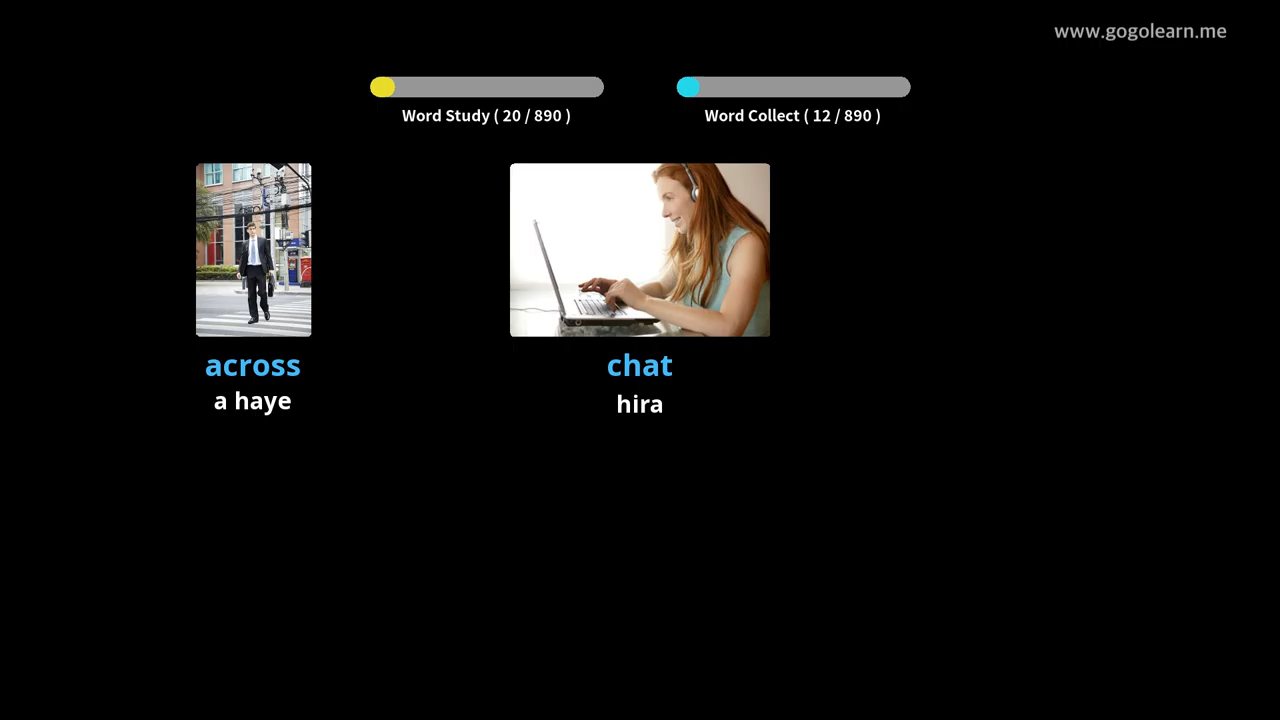 www.gogolearn.me
Word Study ( 20 / 890 )
Word Collect ( 12 / 890 )
across
a haye
chat
hira